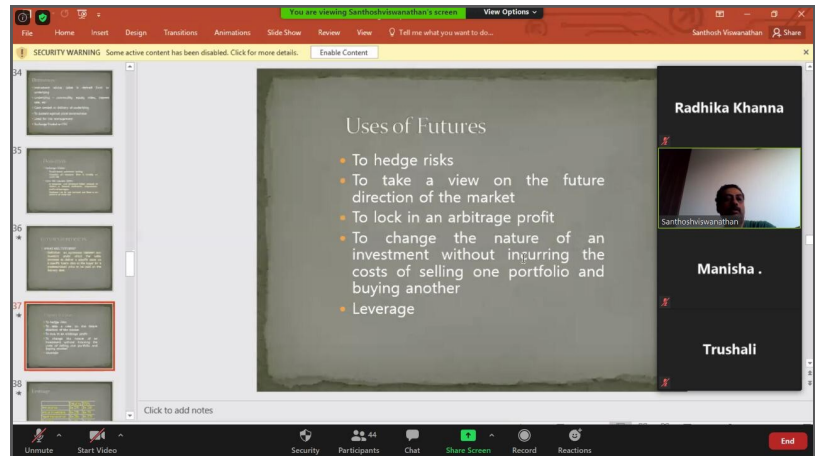 You are viewing Santhoshviswanathan's screen
View Options
File Home Insert Design Transitions Animations Slide Show Review View Tell me what you want to do...
Santhosh Viswanathan Share
SECURITY WARNING Some active content has been disabled. Click for more details. Enable Content
34
35
36
37
38
Uses of Futures
To hedge risks
To take a view on the future
direction of the market
To lock in an arbitrage profit
To change the nature of an
investment without incurring the
costs of selling one portfolio and
buying another
Leverage
Click to add notes
Radhika Khanna
Santhoshviswanathan
Manisha .
Trushali
44
Unmute Start Video Security Participants Chat Share Screen Record Reactions End